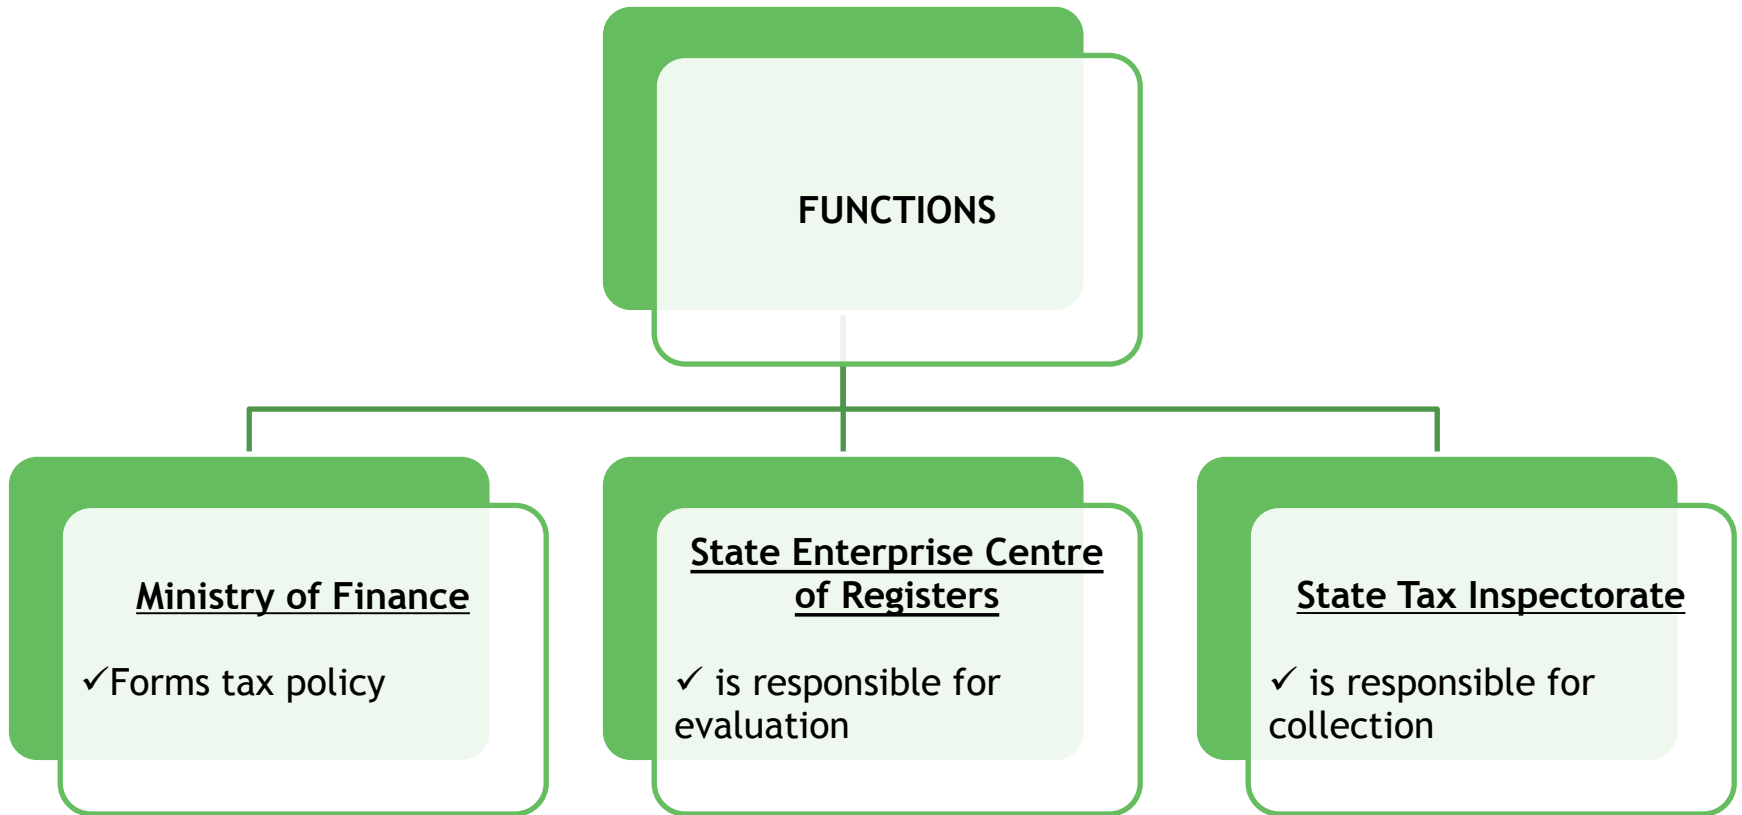 FUNCTIONS
Ministry of Finance
✓Forms tax policy
State Enterprise Centre
of Registers
✓ is responsible for
evaluation
State Tax Inspectorate
✓ is responsible for
collection